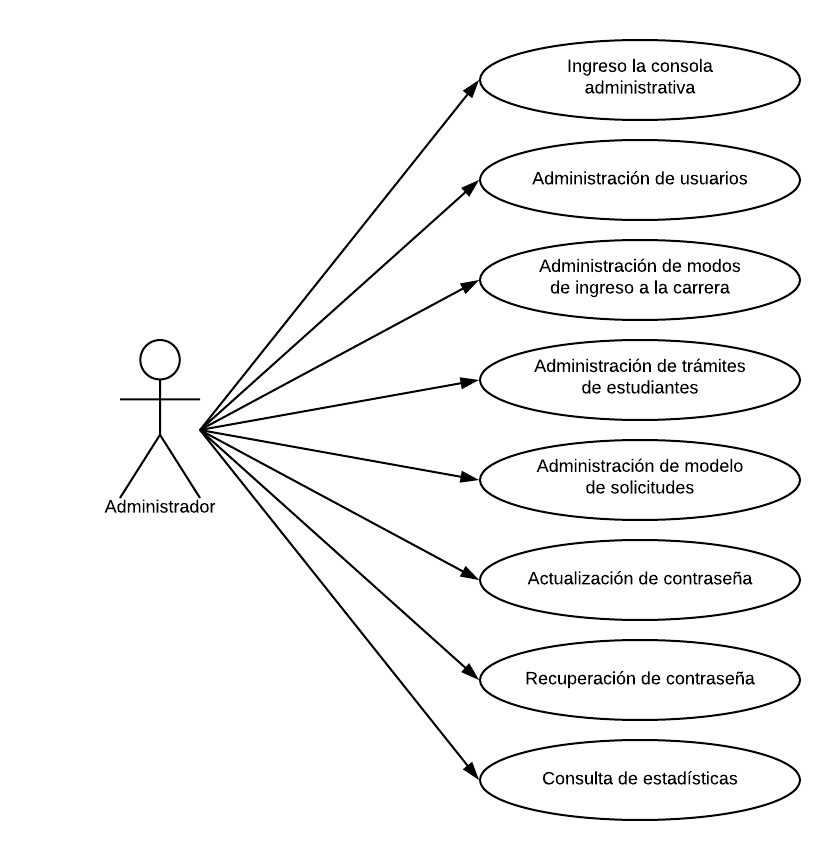 Ingreso la consola
administrativa
Administración de usuarios
Administración de modos
de ingreso a la carrera
Administración de trámites
de estudiantes
Administración de modelo
de solicitudes
Administrador
Actualización de contraseña
Recuperación de contraseña
Consulta de estadísticas